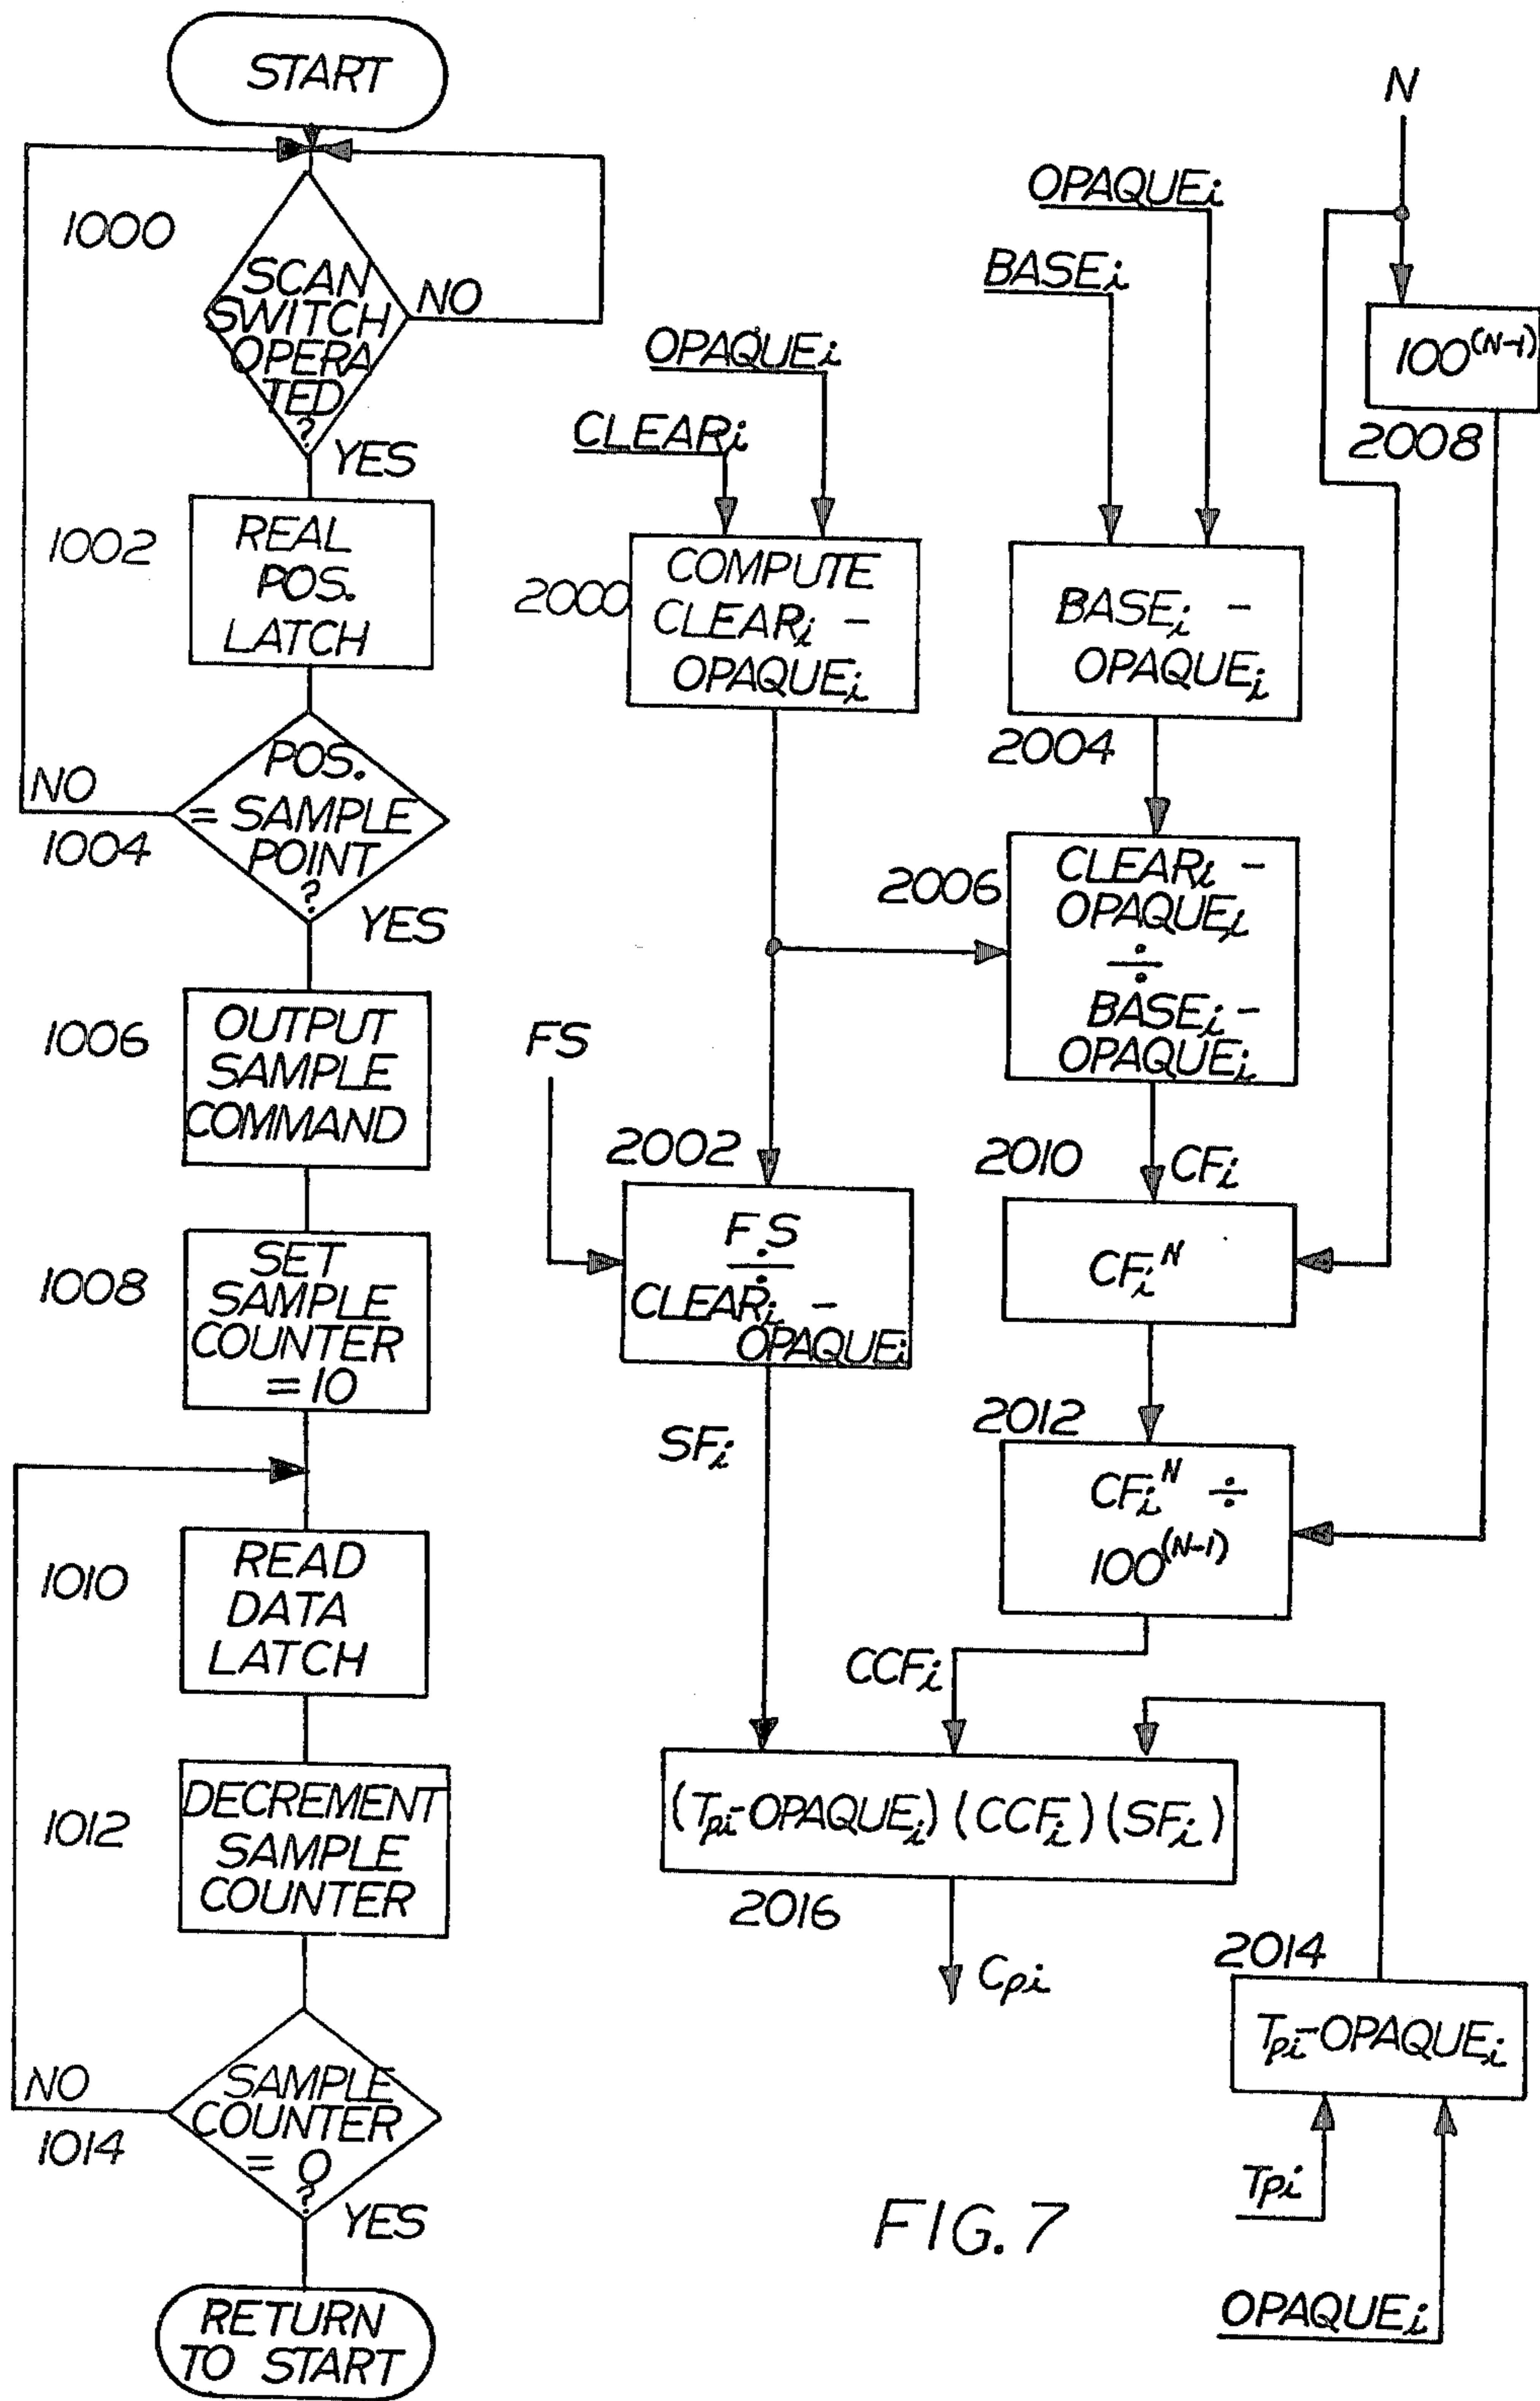 START
1000
SCAN
SWITCH
OPERA
TED
?
NO
YES
1002
REAL
POS.
LATCH
POS.
= SAMPLE
POINT
?
NO
1004
YES
1006
OUTPUT
SAMPLE
COMMAND
1008
SET
SAMPLE
COUNTER
= 10
1010
READ
DATA
LATCH
1012
DECREMENT
SAMPLE
COUNTER
SAMPLE
COUNTER
= 0
?
NO
1014
YES
RETURN
TO START
OPAQUEi
CLEARi
2000
COMPUTE
CLEARi -
OPAQUEi
FS
2002
F.S
÷
CLEARi -
OPAQUEi
SFi
OPAQUEi
BASEi
BASEi -
OPAQUEi
2004
2006
CLEARi -
OPAQUEi
÷
BASEi -
OPAQUEi
2010
CFi
CFi^N
2012
CFi^N ÷
100^(N-1)
CCFi
N
100^(N-1)
2008
(Tpi-OPAQUEi)(CCFi)(SFi)
2016
Cpi
2014
Tpi-OPAQUEi
Tpi
OPAQUEi
FIG. 7